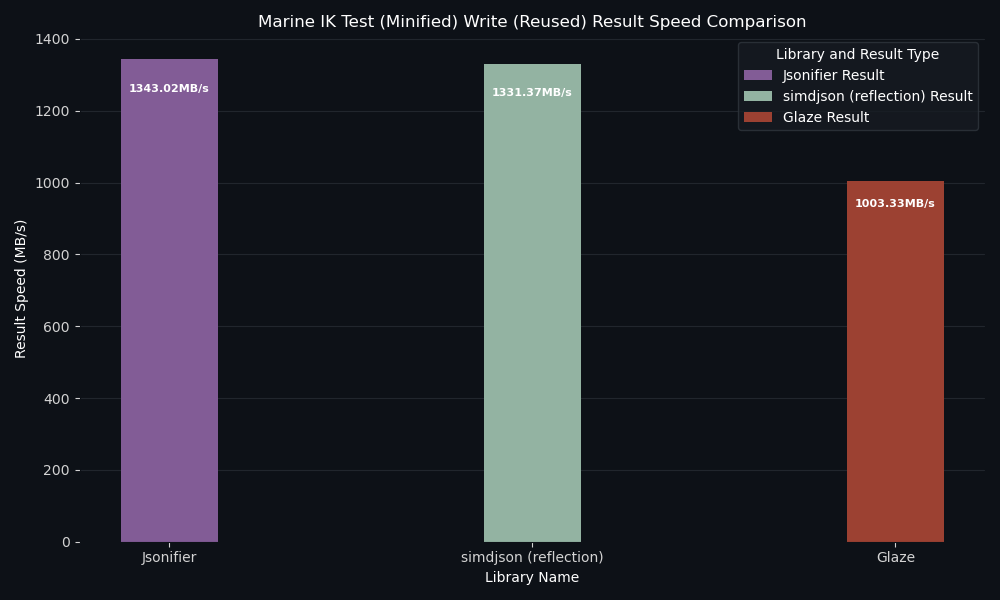 Marine IK Test (Minified) Write (Reused) Result Speed Comparison
Library and Result Type
Jsonifier Result
simdjson (reflection) Result
Glaze Result
Result Speed (MB/s)
1400
1200
1000
800
600
400
200
0
1343.02MB/s
1331.37MB/s
1003.33MB/s
Jsonifier
simdjson (reflection)
Glaze
Library Name